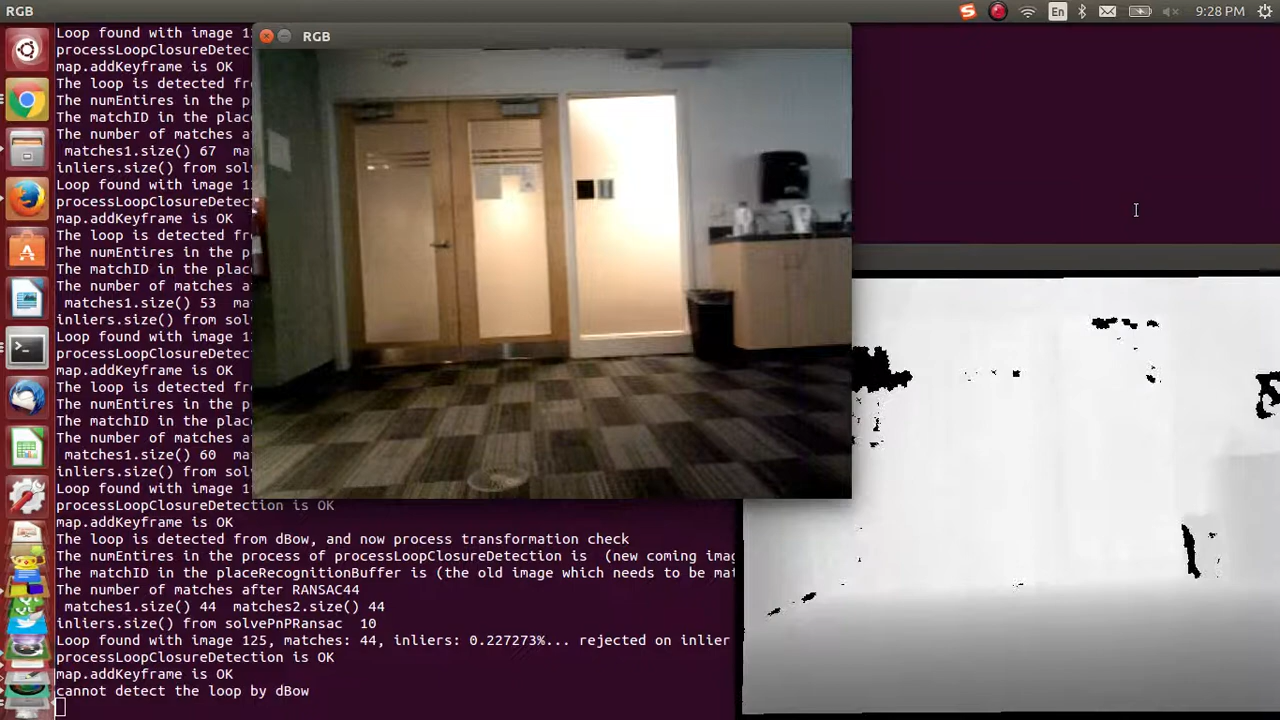 RGB
En
9:28 PM
RGB
Loop found with image 1
processLoopClosureDetect
map.addKeyframe is OK
The loop is detected fr
The numEntires in the p
The matchID in the place
The number of matches a
matches1.size() 67 ma
inliers.size() from solv
Loop found with image 1
processLoopClosureDetect
map.addKeyframe is OK
The loop is detected fr
The numEntires in the p
The matchID in the place
The number of matches a
matches1.size() 53 ma
inliers.size() from solv
Loop found with image 1
processLoopClosureDetect
map.addKeyframe is OK
The loop is detected fr
The numEntires in the p
The matchID in the place
The number of matches a
matches1.size() 60 ma
inliers.size() from solv
Loop found with image 1
processLoopClosureDetection is OK
map.addKeyframe is OK
The loop is detected from dBow, and now process transformation check
The numEntires in the process of processLoopClosureDetection is (new coming imag
The matchID in the placeRecognitionBuffer is (the old image which needs to be mat
The number of matches after RANSAC44
matches1.size() 44 matches2.size() 44
inliers.size() from solvePnPRansac 10
Loop found with image 125, matches: 44, inliers: 0.227273%... rejected on inlier
processLoopClosureDetection is OK
map.addKeyframe is OK
cannot detect the loop by dBow